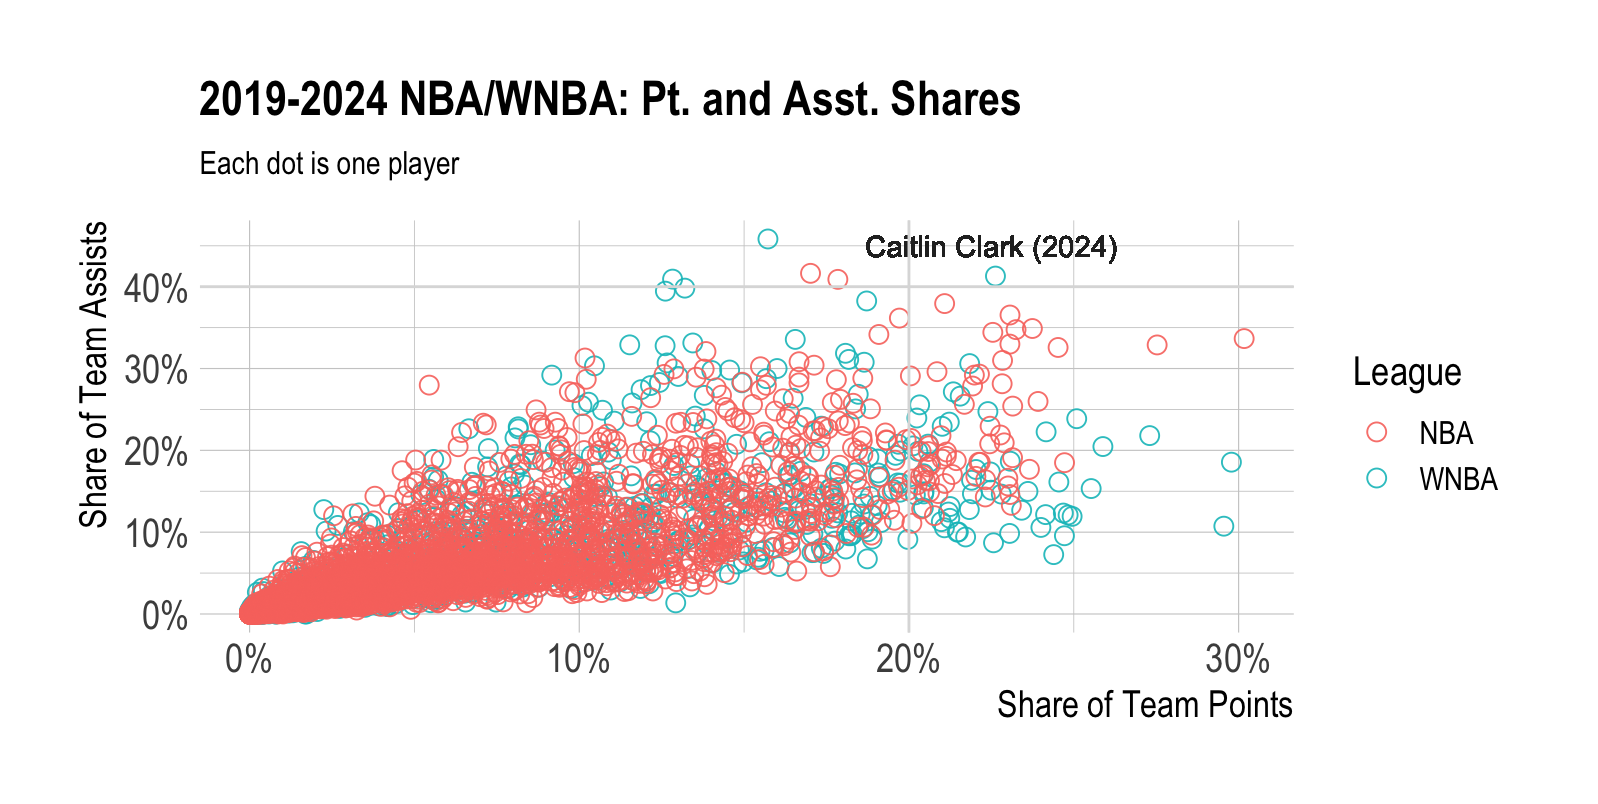 2019-2024 NBA/WNBA: Pt. and Asst. Shares
Each dot is one player
Share of Team Assists
40%
30%
20%
10%
0%
Caitlin Clark (2024)
0%
10%
20%
30%
Share of Team Points
League
NBA
WNBA